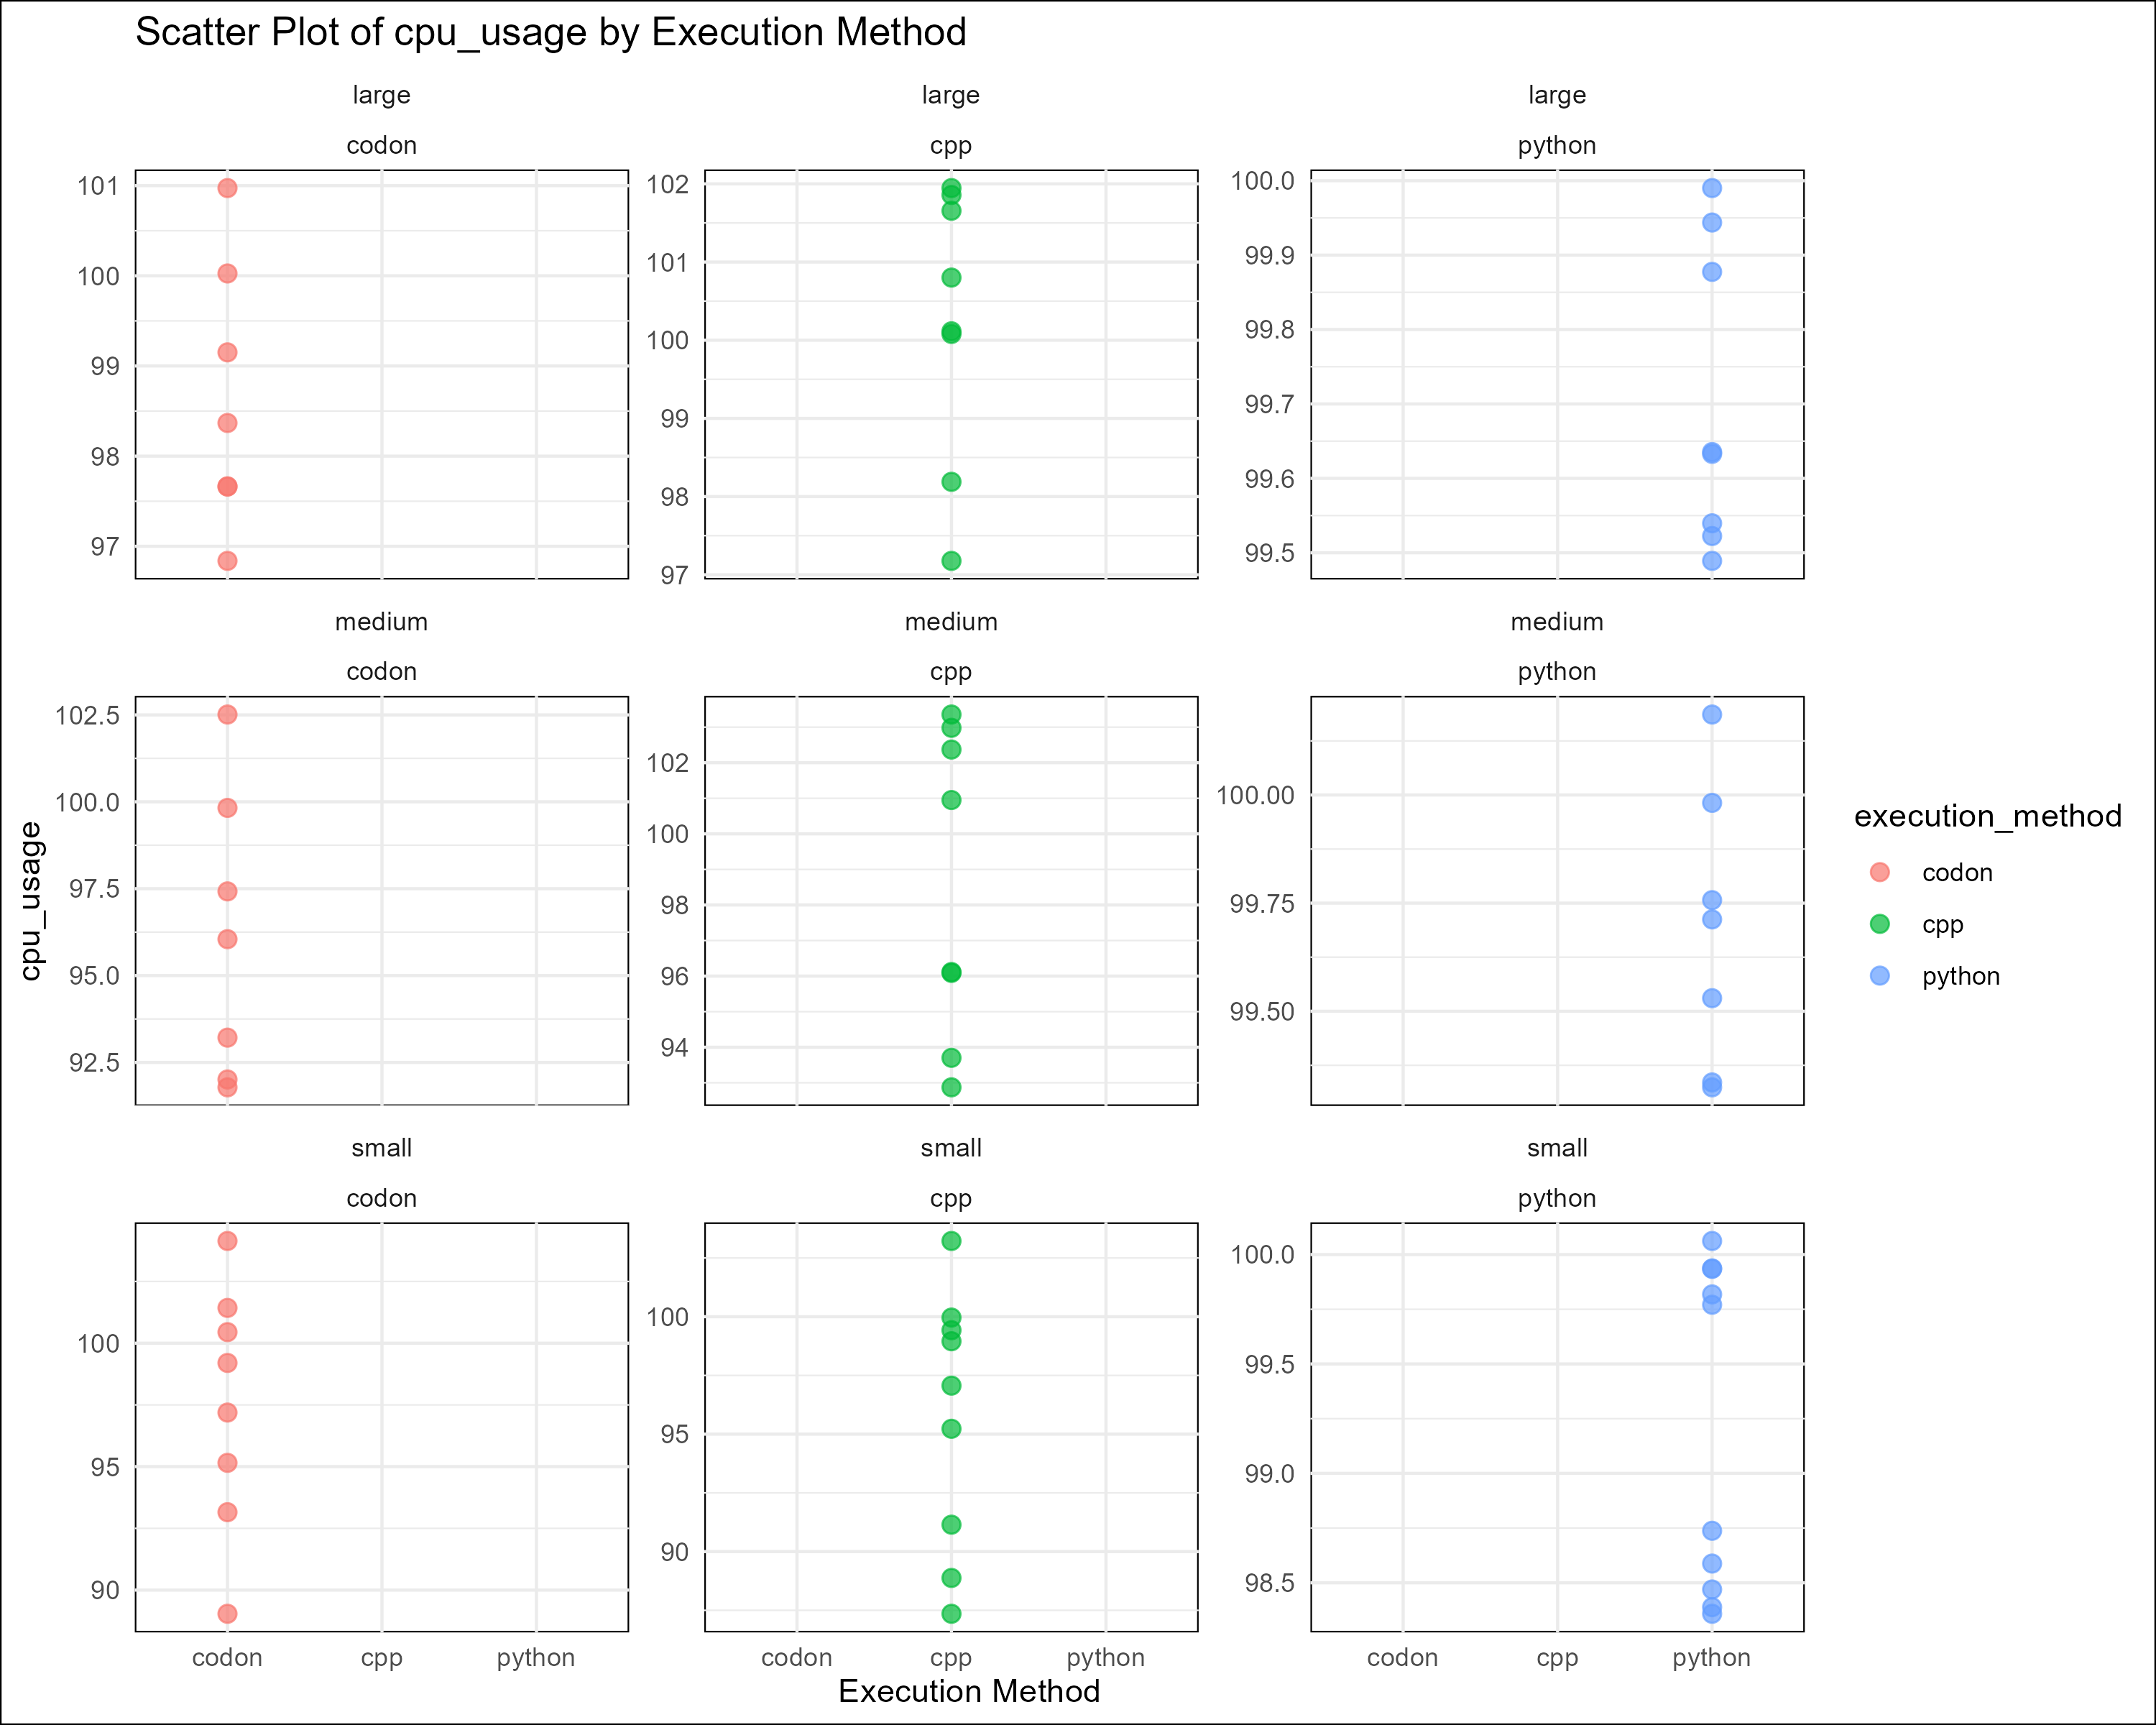 Scatter Plot of cpu_usage by Execution Method
large large large
codon cpp python
101
100
99
98
97
102
101
100
99
98
97
100.0
99.9
99.8
99.7
99.6
99.5
medium medium medium
codon cpp python
102.5
100.0
97.5
95.0
92.5
102
100
98
96
94
100.00
99.75
99.50
small small small
codon cpp python
100
95
90
100
95
90
100.0
99.5
99.0
98.5
codon cpp python codon cpp python codon cpp python
Execution Method
cpu_usage
execution_method
codon
cpp
python